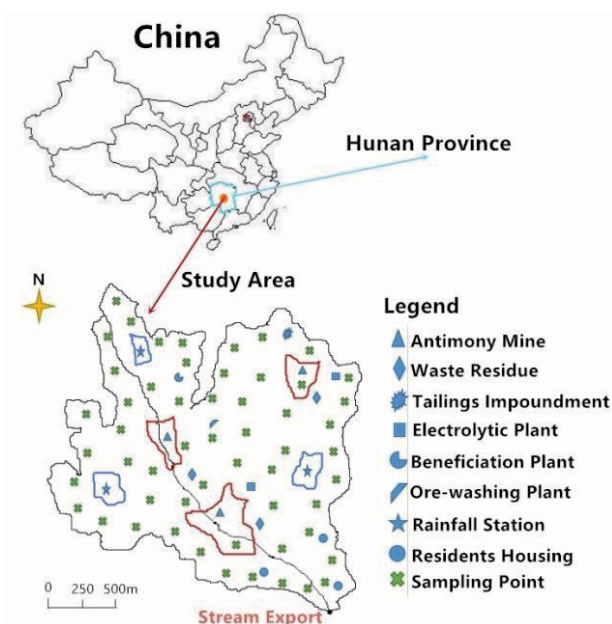 China
Hunan Province
Study Area
N
Legend
Antimony Mine
Waste Residue
Tailings Impoundment
Electrolytic Plant
Beneficiation Plant
Ore-washing Plant
Rainfall Station
Residents Housing
Sampling Point
0 250 500m
Stream Export